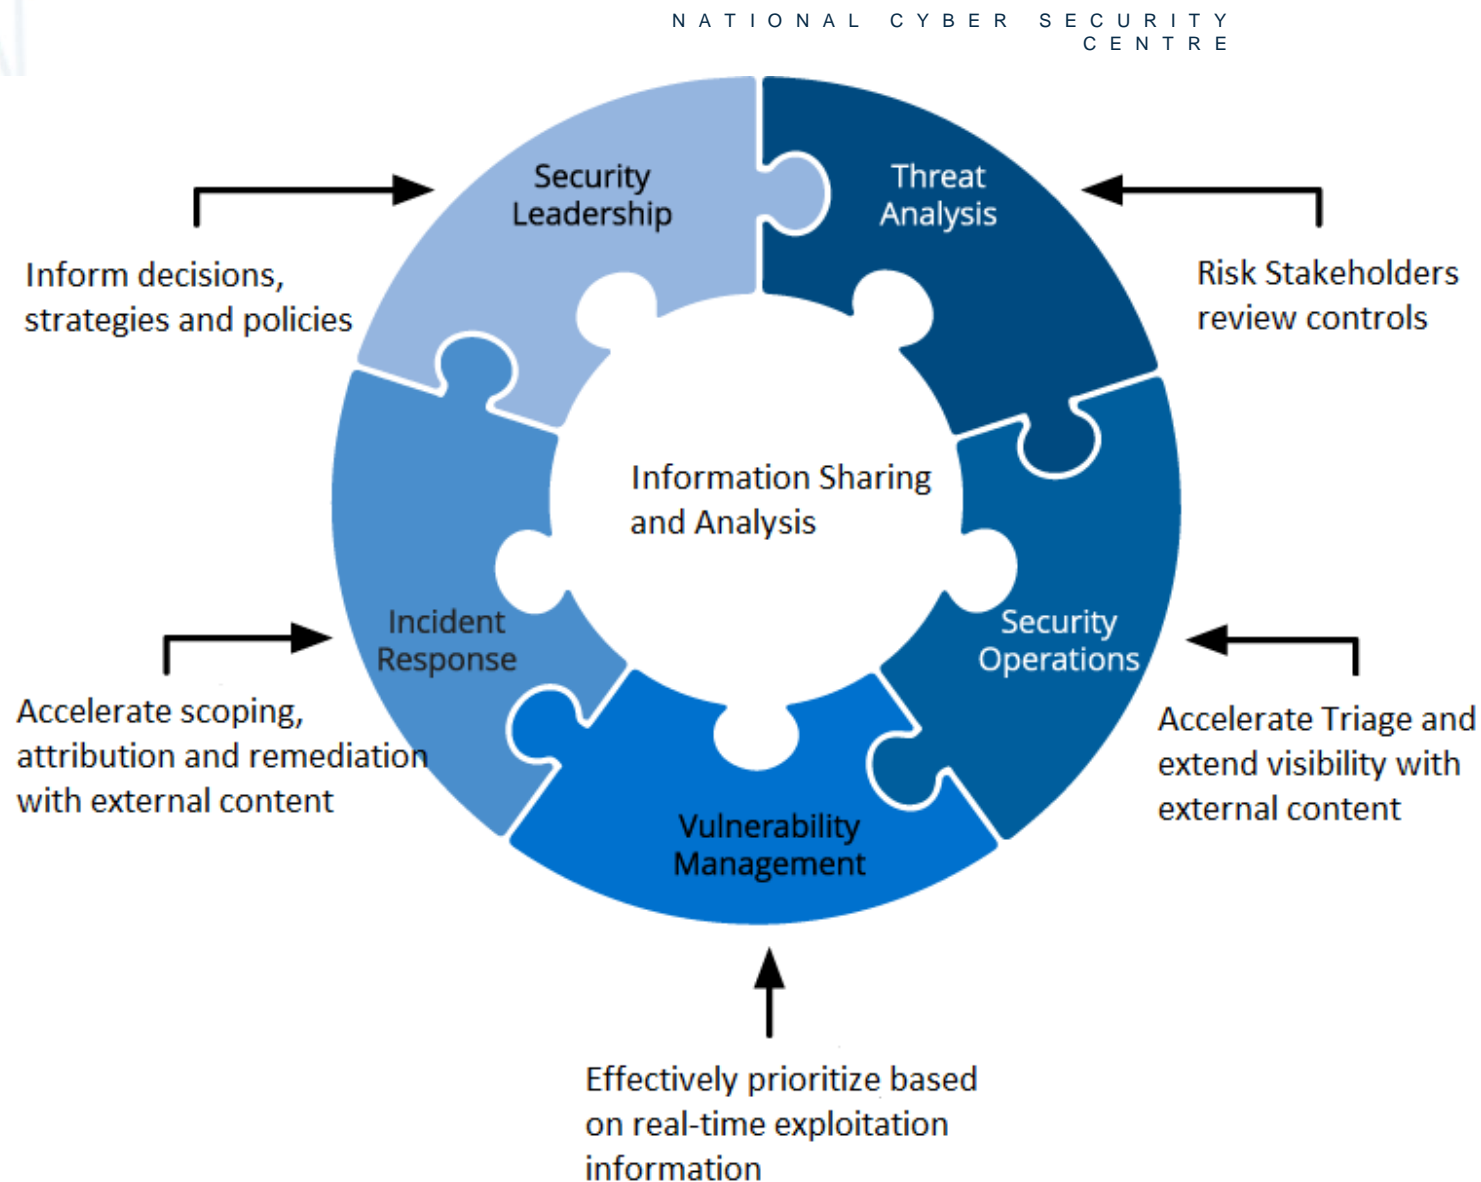 NATIONAL CYBER SECURITY
CENTRE
Security
Leadership
Threat
Analysis
Inform decisions,
strategies and policies
Risk Stakeholders
review controls
Information Sharing
and Analysis
Incident
Response
Security
Operations
Accelerate scoping,
attribution and remediation
with external content
Accelerate Triage and
extend visibility with
external content
Vulnerability
Management
Effectively prioritize based
on real-time exploitation
information